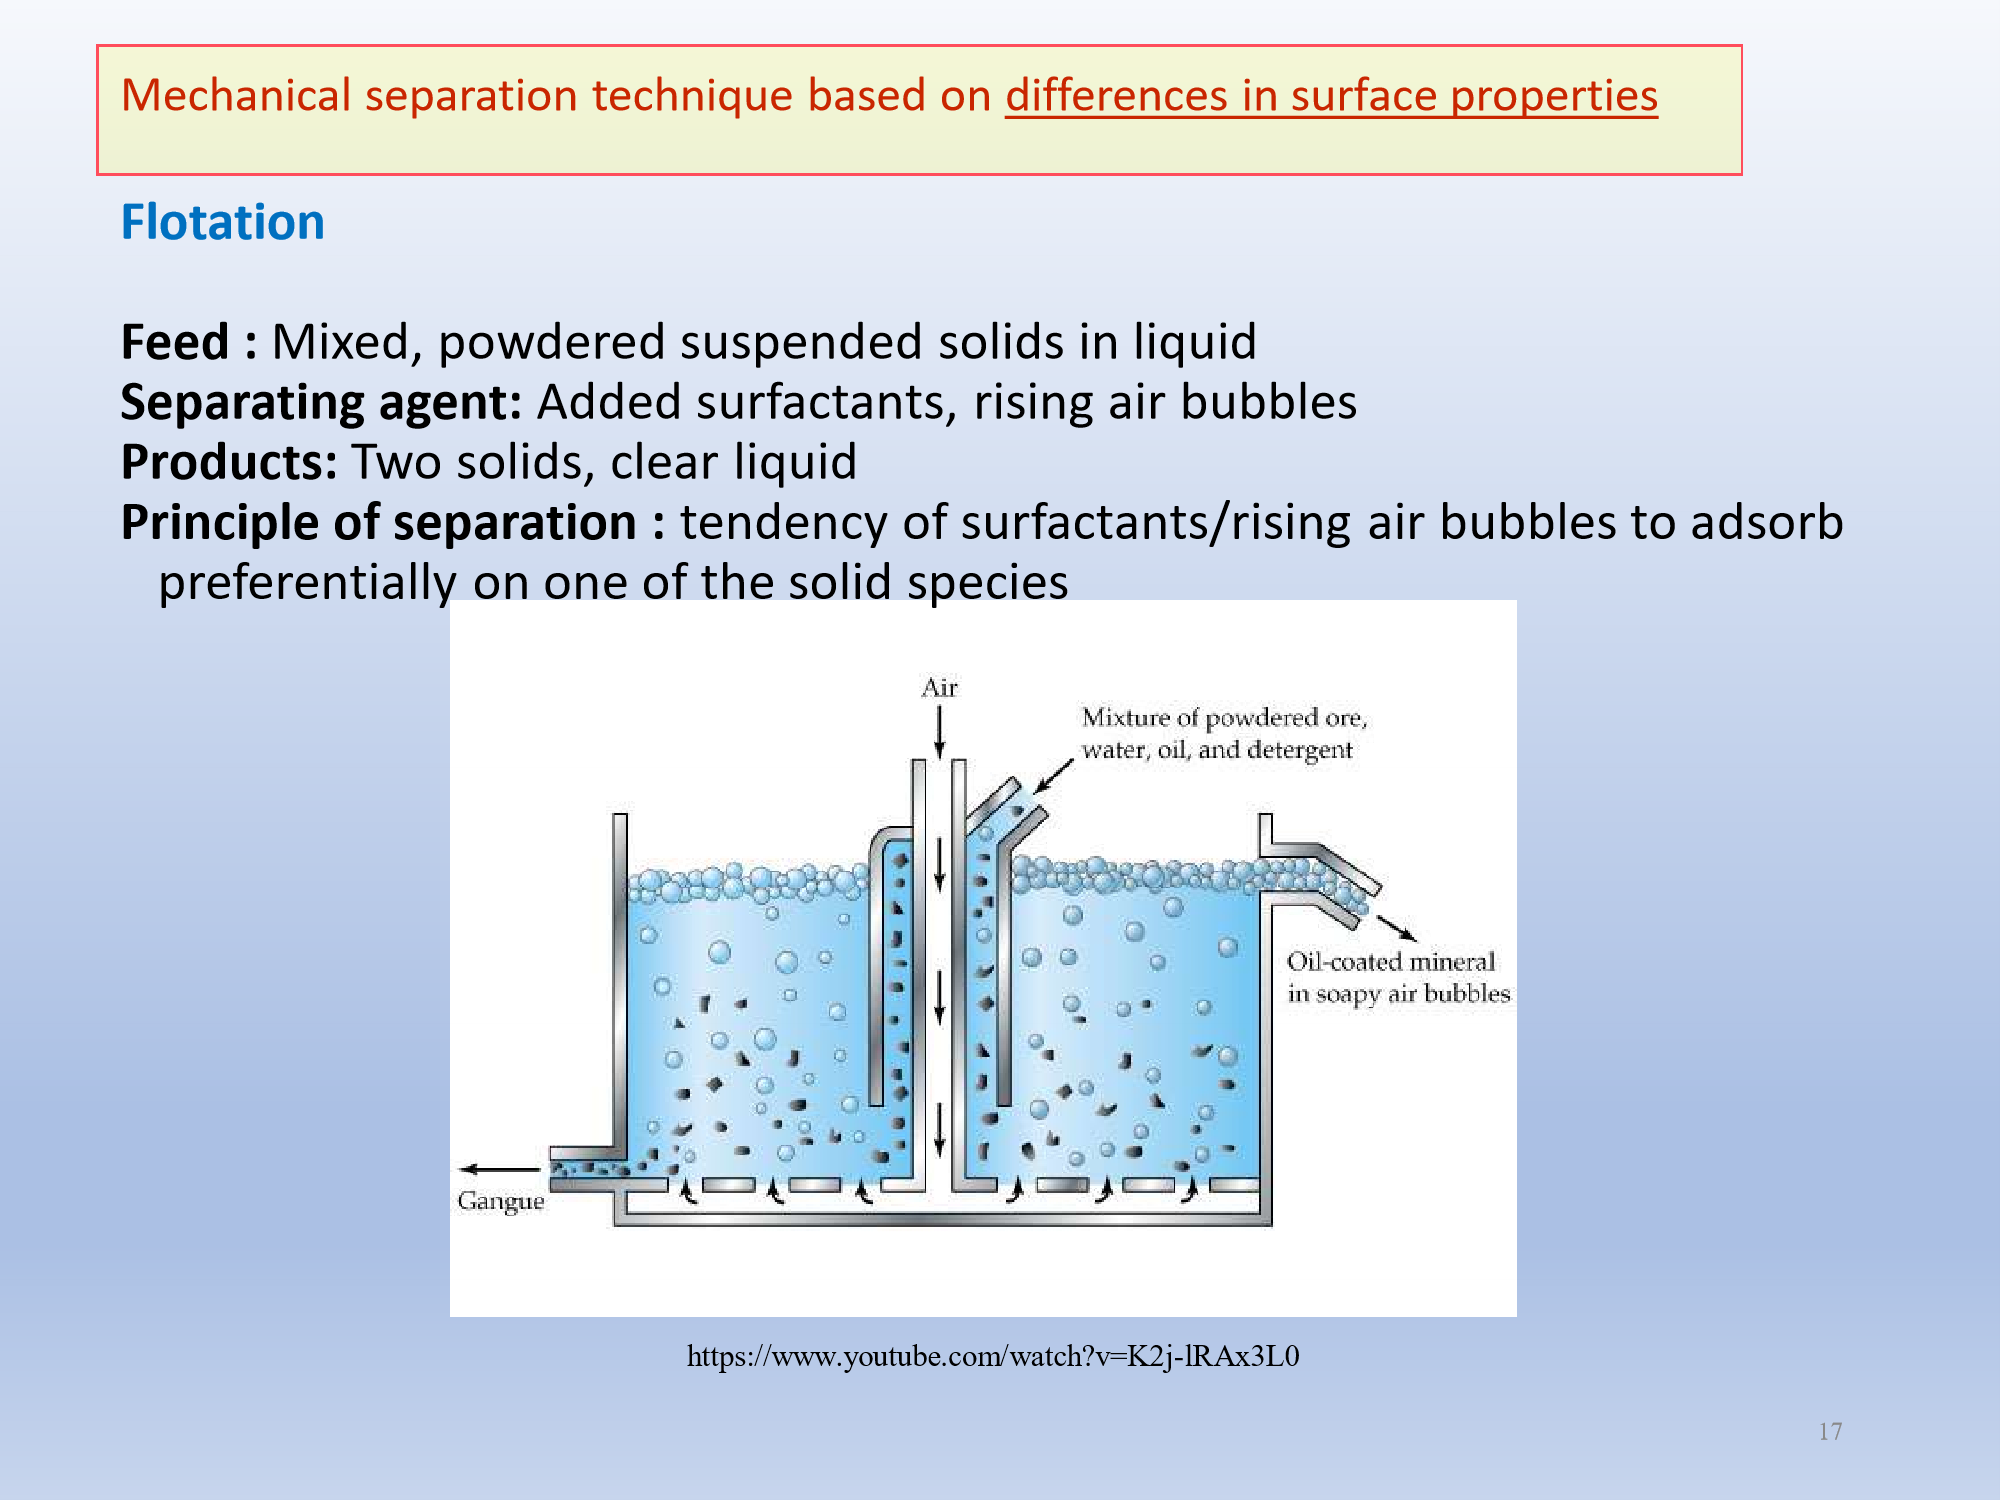 Mechanical separation technique based on differences in surface properties
Flotation
Feed : Mixed, powdered suspended solids in liquid
Separating agent: Added surfactants, rising air bubbles
Products: Two solids, clear liquid
Principle of separation : tendency of surfactants/rising air bubbles to adsorb
preferentially on one of the solid species
Air
Mixture of powdered ore,
water, oil, and detergent
Oil-coated mineral
in soapy air bubbles
Gangue
https://www.youtube.com/watch?v=K2j-lRAx3L0
17